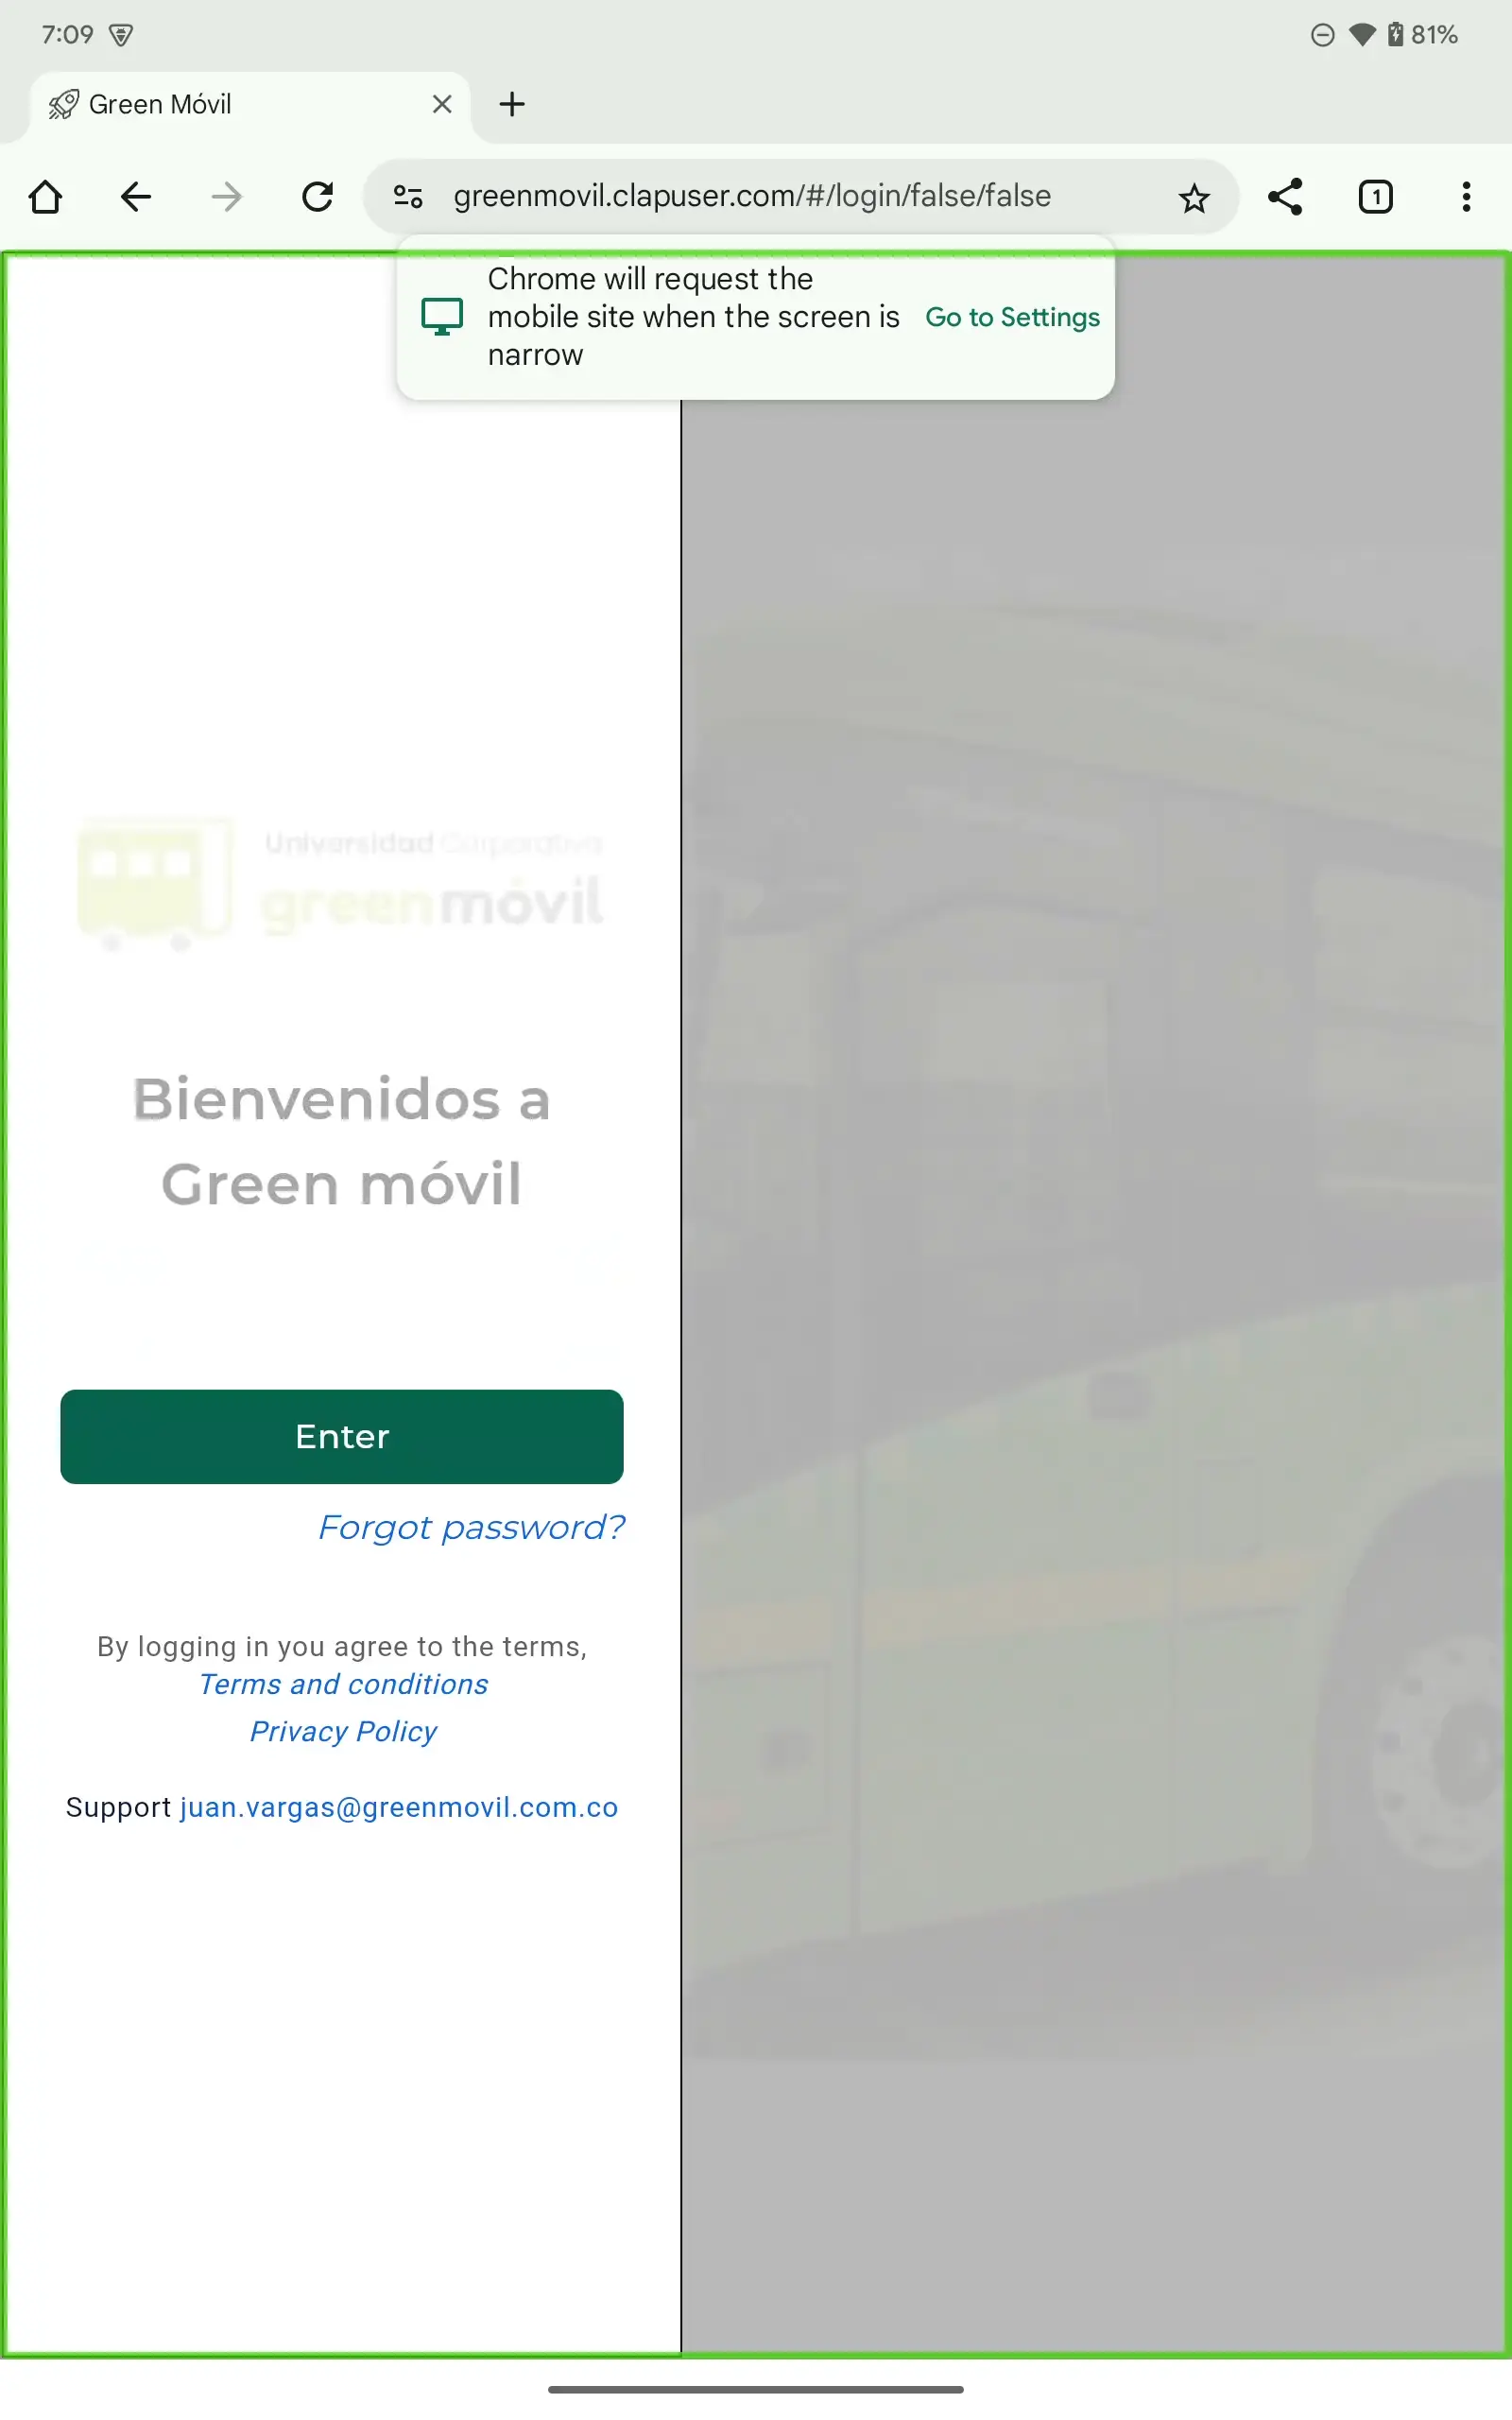 7:09
81%
Green Móvil
greenmovil.clapuser.com/#/login/false/false
1
Chrome will request the
mobile site when the screen is
narrow
Go to Settings
Universidad Corporativa
greenmóvil
Bienvenidos a
Green móvil
Enter
Forgot password?
By logging in you agree to the terms,
Terms and conditions
Privacy Policy
Support juan.vargas@greenmovil.com.co